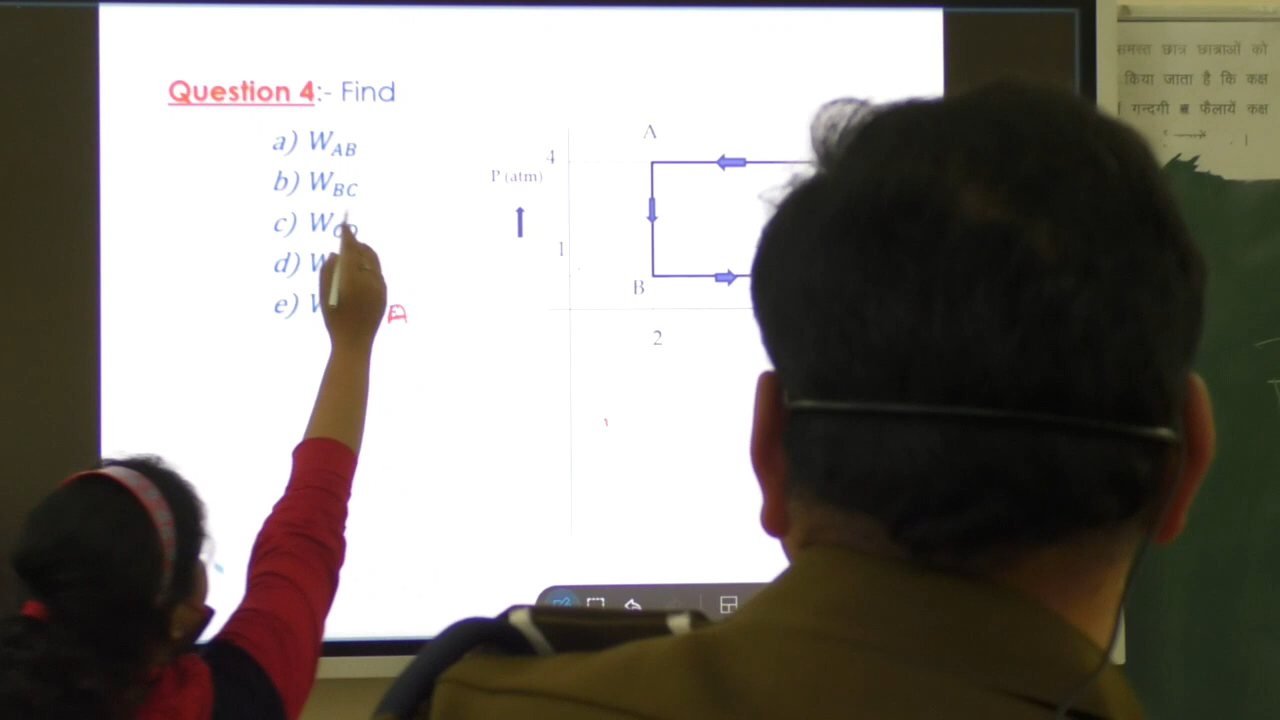 Question 4:- Find
a) W_AB
b) W_BC
c) W
d) W
e)
A
4
P (atm)
1
B
2
समस्त छात्र छात्राओं को
किया जाता है कि कक्ष
गन्दगी न फैलायें कक्ष